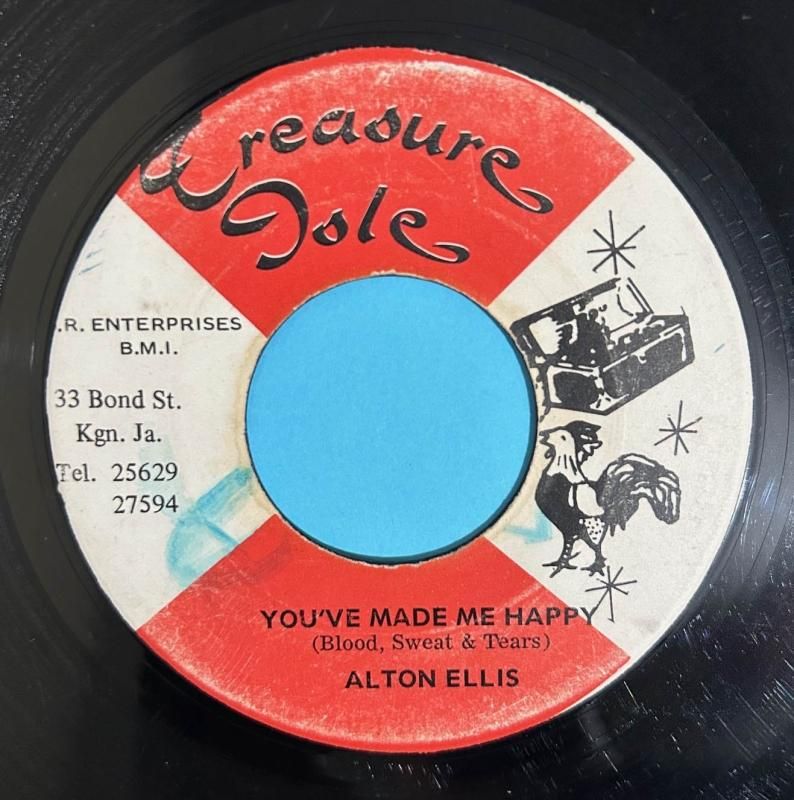 Treasure
Isle
.R. ENTERPRISES
B.M.I.
33 Bond St.
Kgn. Ja.
Tel. 25629
27594
YOU'VE MADE ME HAPPY
(Blood, Sweat & Tears)
ALTON ELLIS